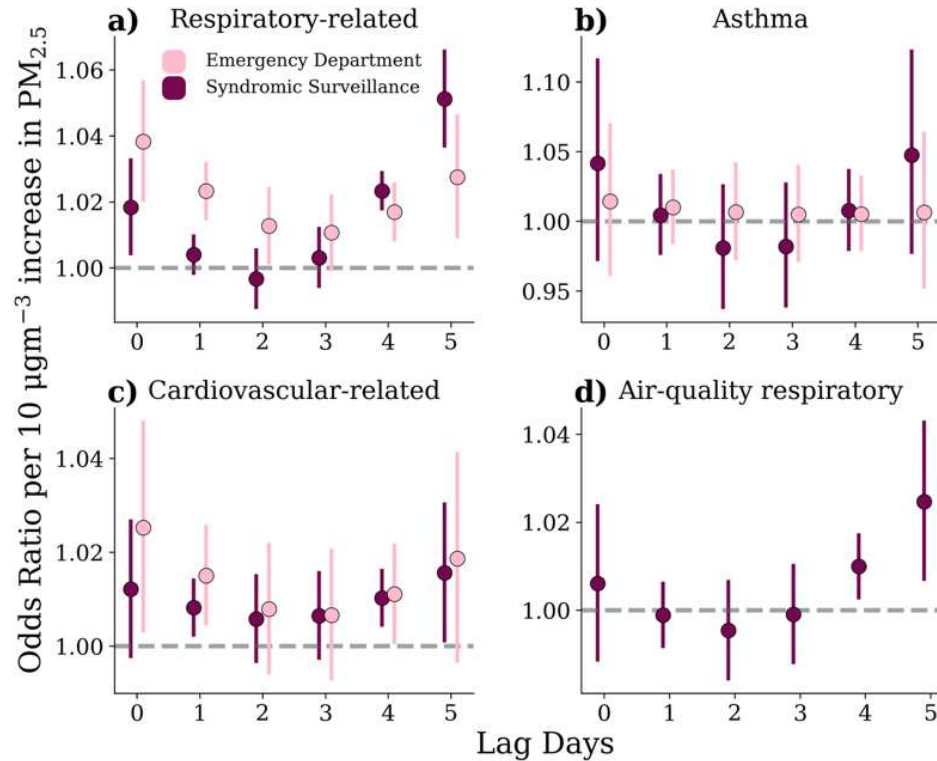 a) Respiratory-related
b) Asthma
Emergency Department
Syndromic Surveillance
1.06
1.04
1.02
1.00
0 1 2 3 4 5
1.10
1.05
1.00
0.95
0 1 2 3 4 5
c) Cardiovascular-related
d) Air-quality respiratory
1.04
1.02
1.00
0 1 2 3 4 5
1.04
1.02
1.00
0 1 2 3 4 5
Odds Ratio per 10 µgm⁻³ increase in PM₂.₅
Lag Days